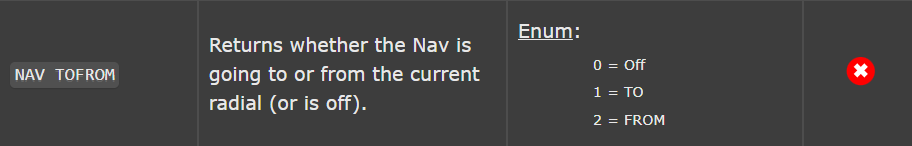 NAV TOFROM
Returns whether the Nav is
going to or from the current
radial (or is off).
Enum:
0 = Off
1 = TO
2 = FROM